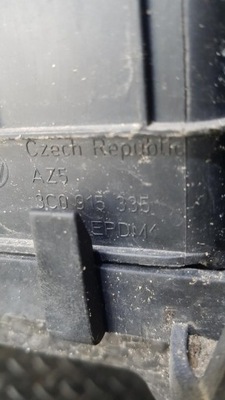 Czech Republic
AZ5
3C0 915 335
EPDM<